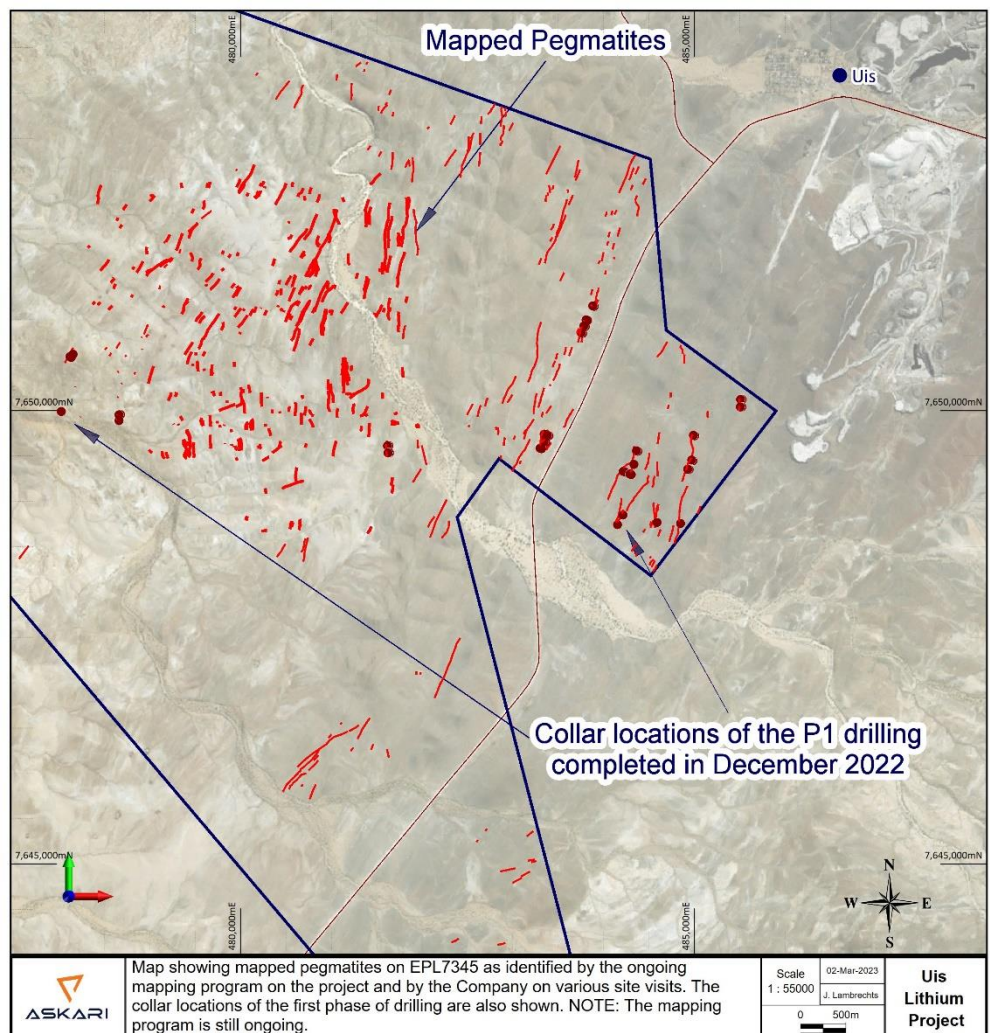 480,000mE
485,000mE
Mapped Pegmatites
Uis
7,650,000mN
7,650,000mN
Collar locations of the P1 drilling
completed in December 2022
7,645,000mN
7,645,000mN
480,000mE
485,000mE
N
W E
S
ASKARI
Map showing mapped pegmatites on EPL7345 as identified by the ongoing
mapping program on the project and by the Company on various site visits. The
collar locations of the first phase of drilling are also shown. NOTE: The mapping
program is still ongoing.
Scale
1 : 55000
02-Mar-2023
J. Lambrechts
0 500m
Uis
Lithium
Project